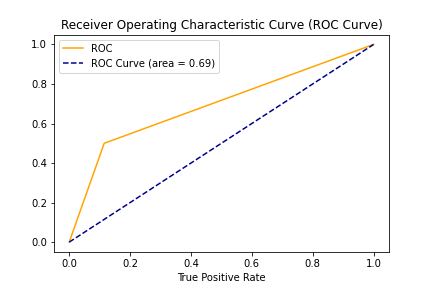 Receiver Operating Characteristic Curve (ROC Curve)
ROC
ROC Curve (area = 0.69)
1.0
0.8
0.6
0.4
0.2
0.0
0.0 0.2 0.4 0.6 0.8 1.0
True Positive Rate